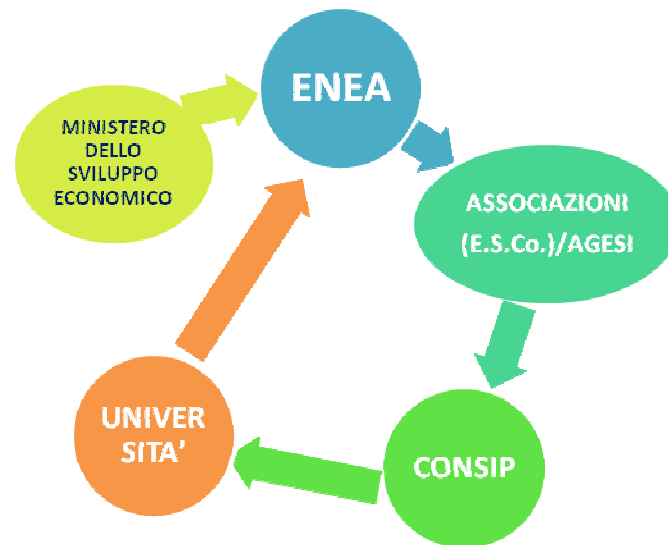 ENEA
MINISTERO
DELLO
SVILUPPO
ECONOMICO
ASSOCIAZIONI
(E.S.Co.)/AGESI
UNIVER
SITA’
CONSIP